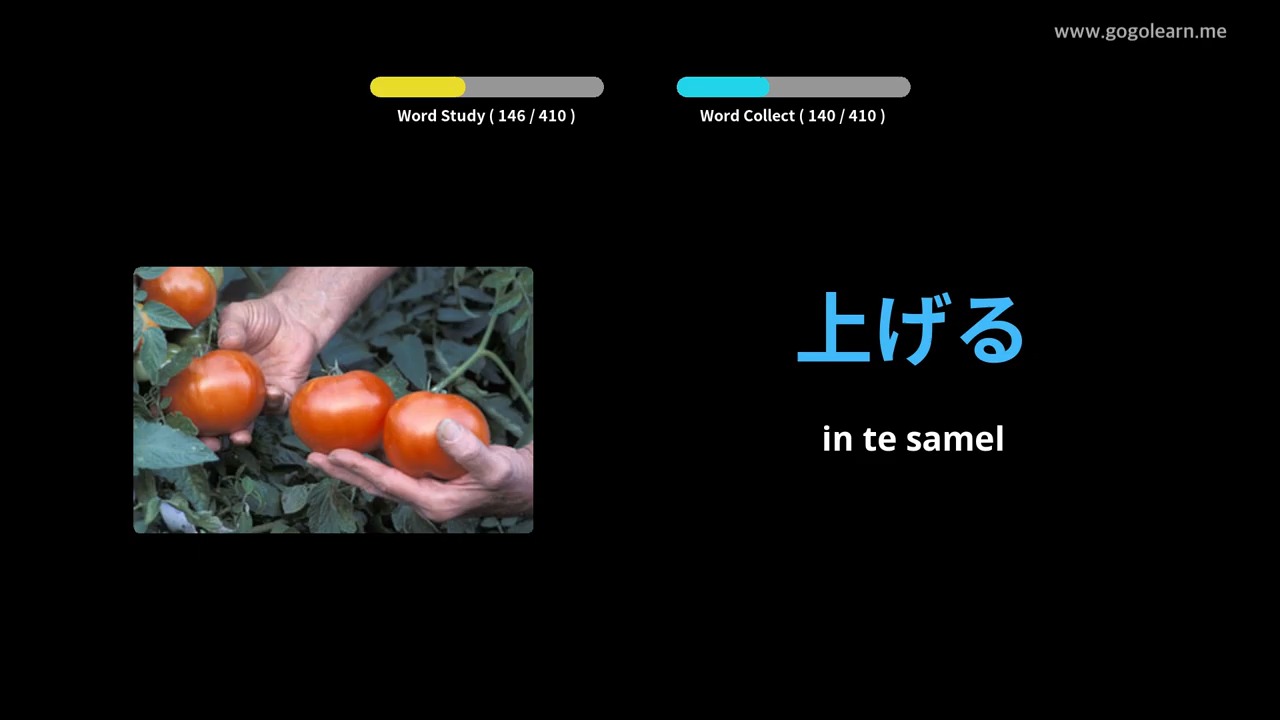 www.gogolearn.me
Word Study ( 146 / 410 )
Word Collect ( 140 / 410 )
上げる
in te samel